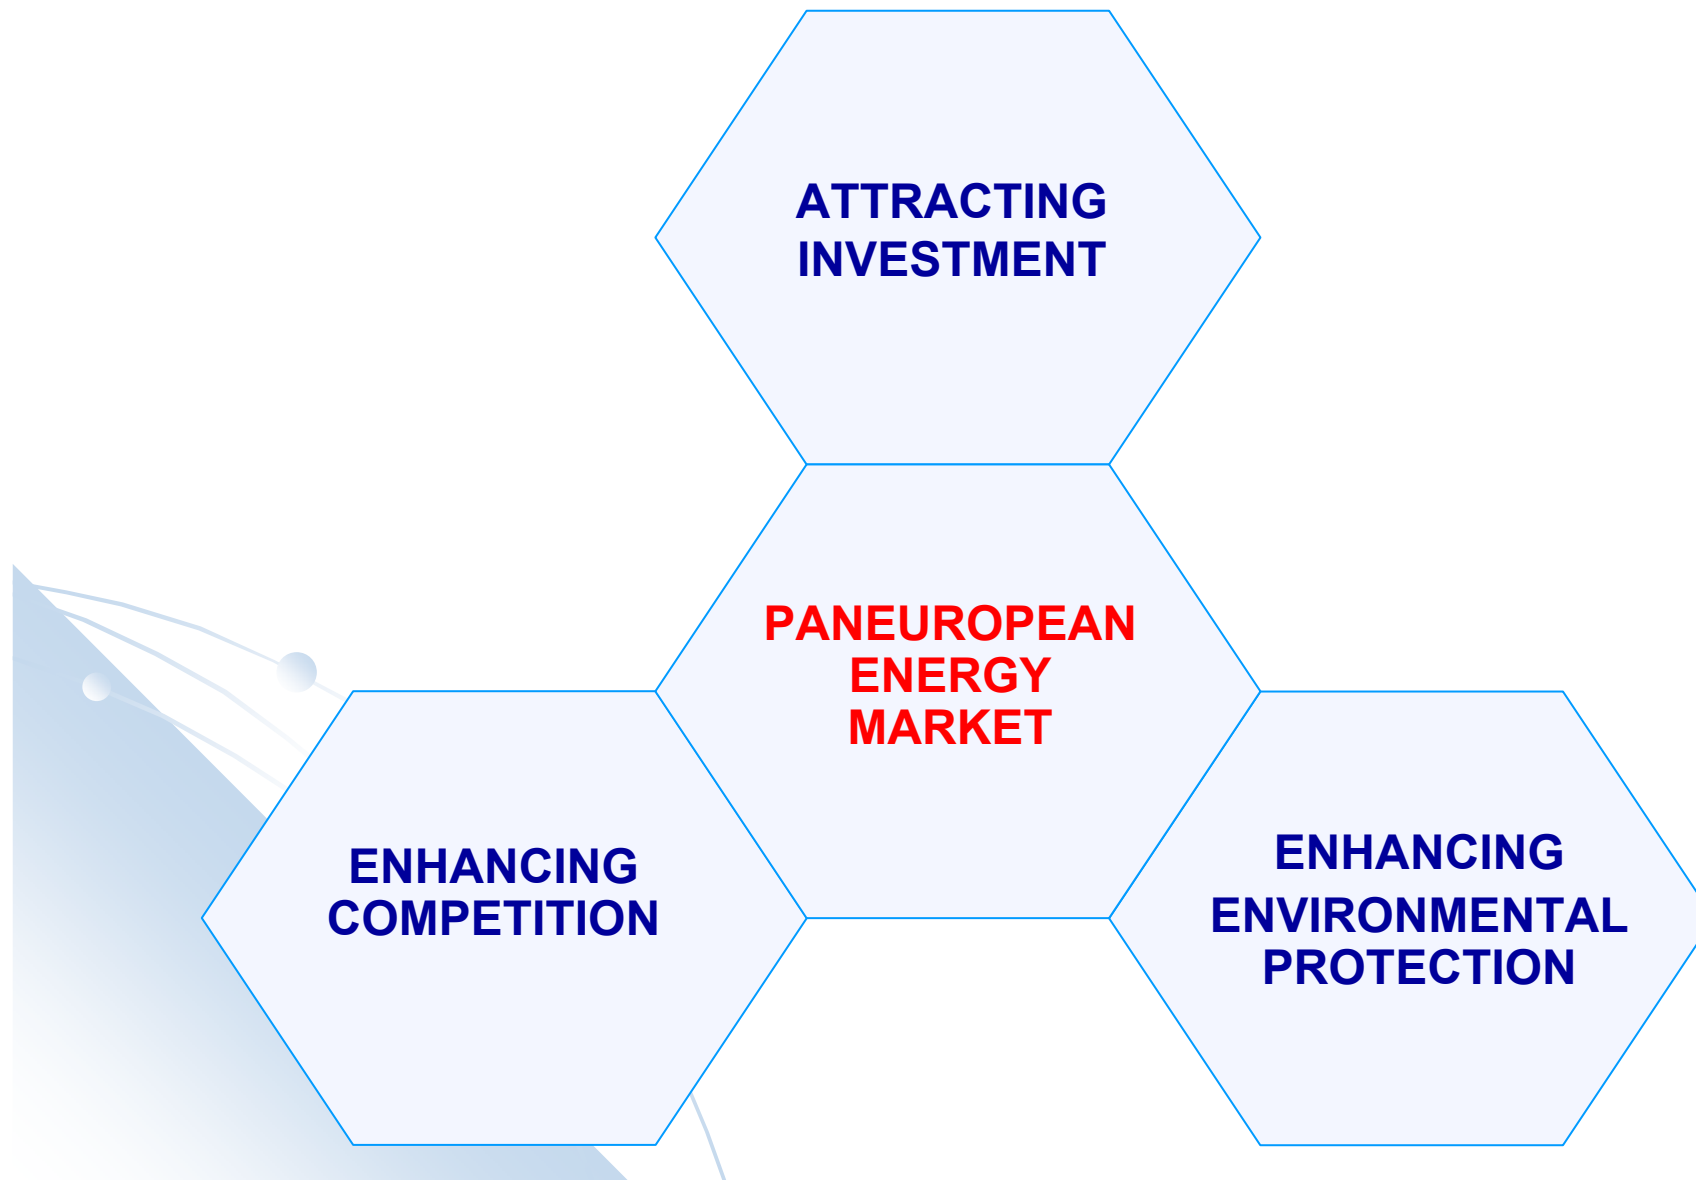 ATTRACTING
INVESTMENT
PANEUROPEAN
ENERGY
MARKET
ENHANCING
COMPETITION
ENHANCING
ENVIRONMENTAL
PROTECTION